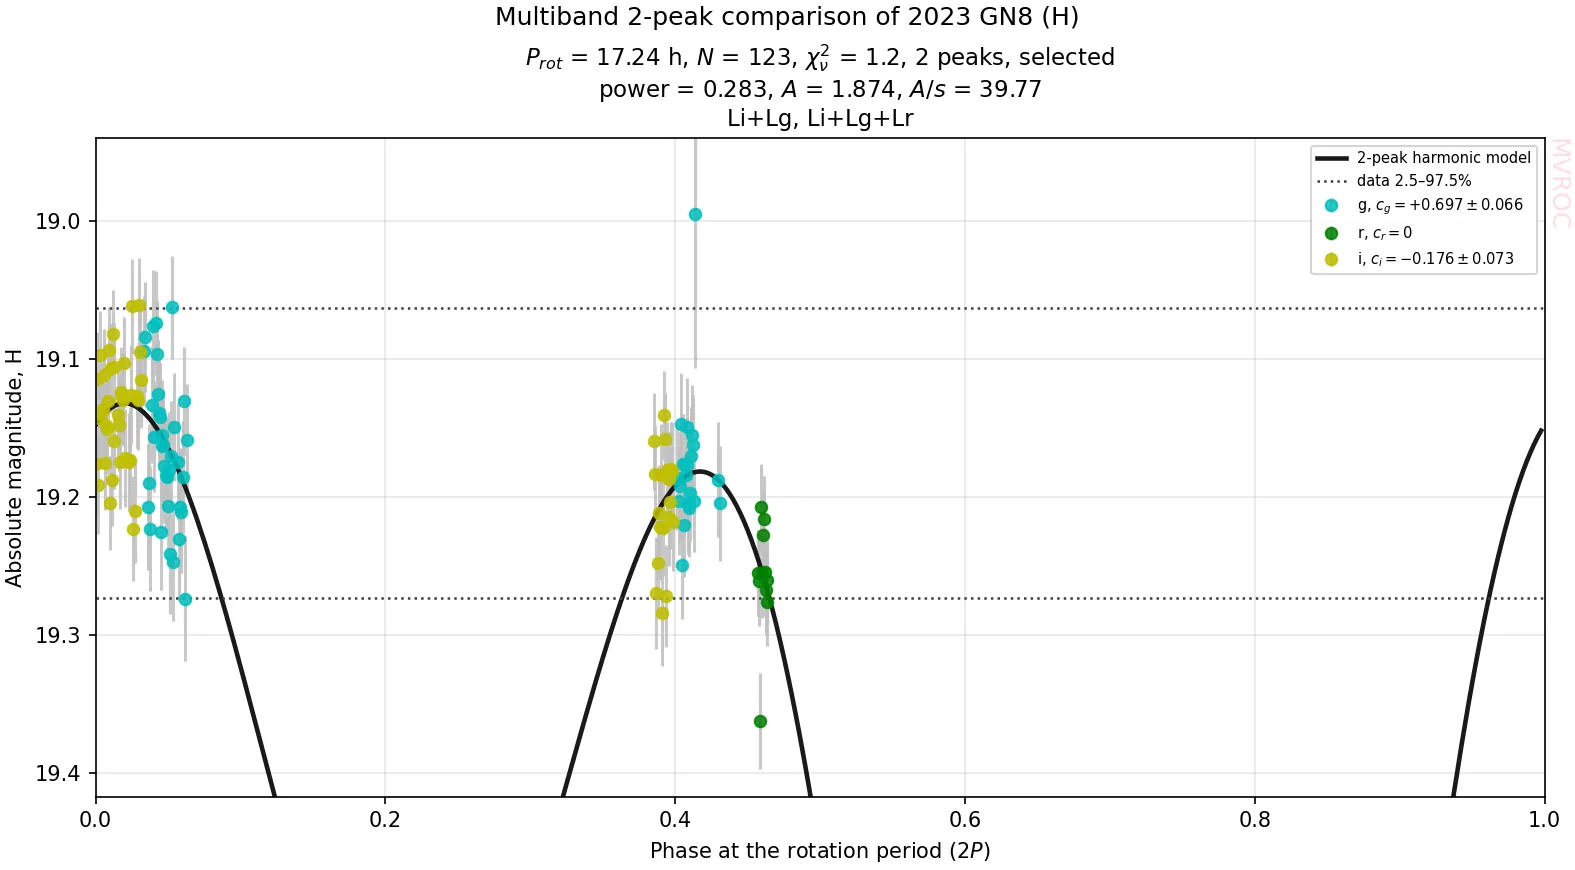 Multiband 2-peak comparison of 2023 GN8 (H)
P_rot = 17.24 h, N = 123, χ²_ν = 1.2, 2 peaks, selected
power = 0.283, A = 1.874, A/s = 39.77
Li+Lg, Li+Lg+Lr
2-peak harmonic model
data 2.5–97.5%
g, c_g = +0.697 ± 0.066
r, c_r = 0
i, c_i = −0.176 ± 0.073
MVROC
Absolute magnitude, H
19.0
19.1
19.2
19.3
19.4
0.0
0.2
0.4
0.6
0.8
1.0
Phase at the rotation period (2P)